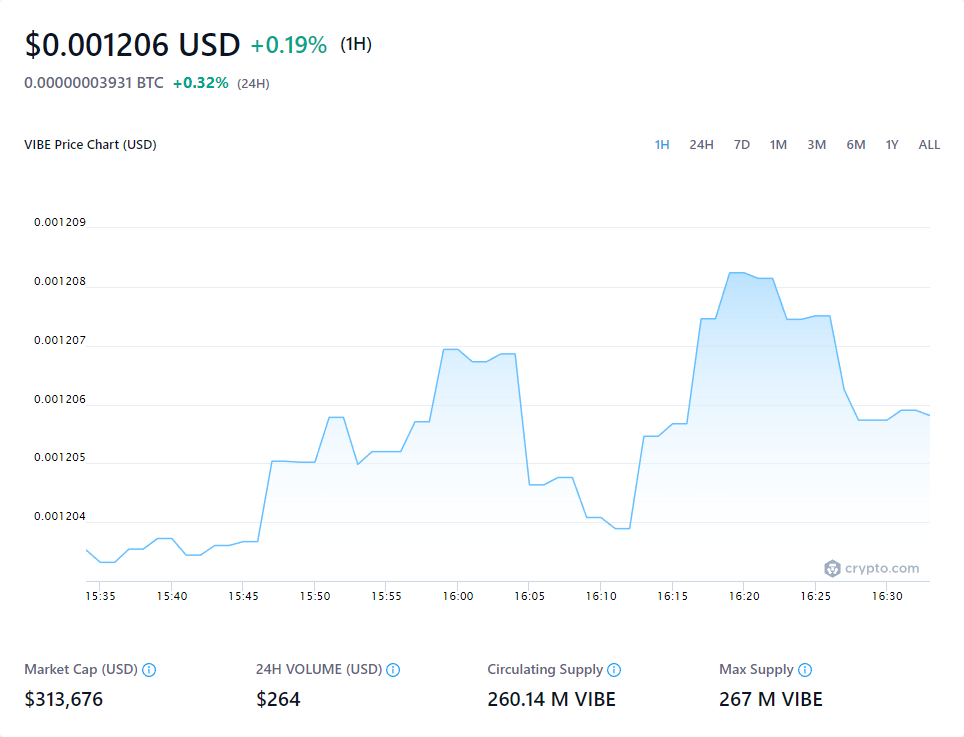 $0.001206 USD +0.19% (1H)
0.00000003931 BTC +0.32% (24H)
VIBE Price Chart (USD) 1H 24H 7D 1M 3M 6M 1Y ALL
0.001209
0.001208
0.001207
0.001206
0.001205
0.001204
crypto.com
15:35 15:40 15:45 15:50 15:55 16:00 16:05 16:10 16:15 16:20 16:25 16:30
Market Cap (USD) 24H VOLUME (USD) Circulating Supply Max Supply
$313,676 $264 260.14 M VIBE 267 M VIBE